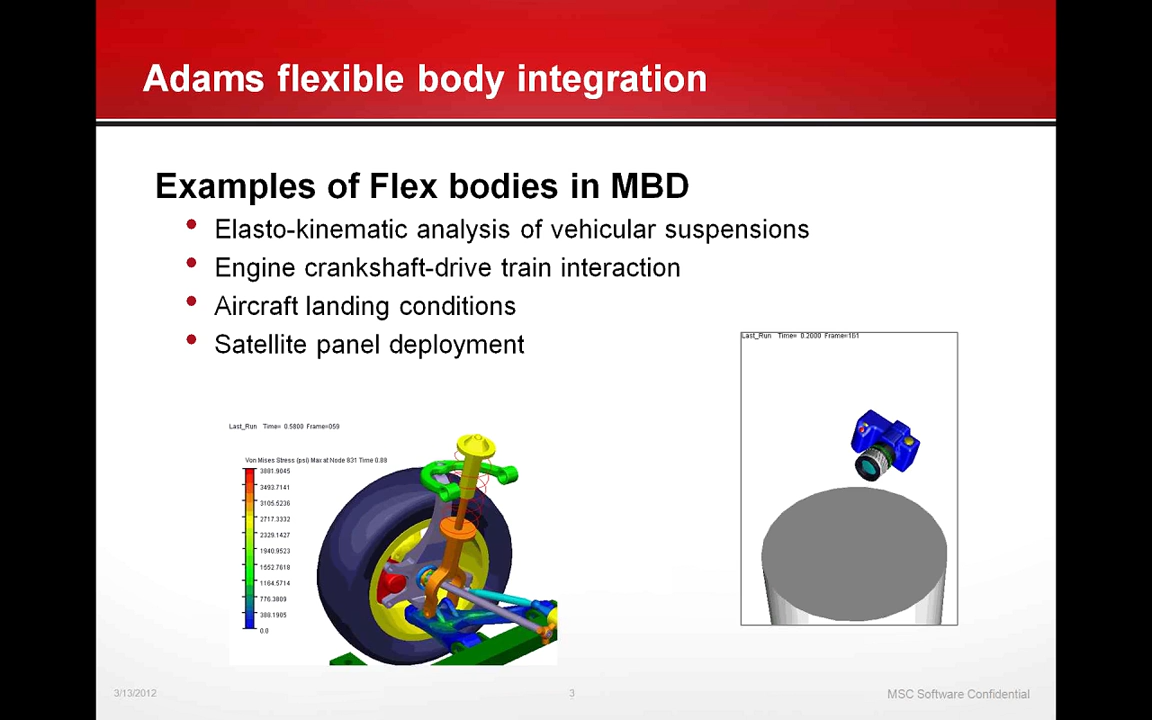 Adams flexible body integration
Examples of Flex bodies in MBD
Elasto-kinematic analysis of vehicular suspensions
Engine crankshaft-drive train interaction
Aircraft landing conditions
Satellite panel deployment
Last_Run Time= 0.2000 Frame=161
Last_Run Time= 0.5800 Frame=059
Von Mises Stress (psi) Max at Node 831 Time 0.88
3881.9045
3493.7141
3105.5236
2717.3332
2329.1427
1940.9523
1552.7618
1164.5714
776.3809
388.1905
0.0
3/13/2012
3
MSC Software Confidential